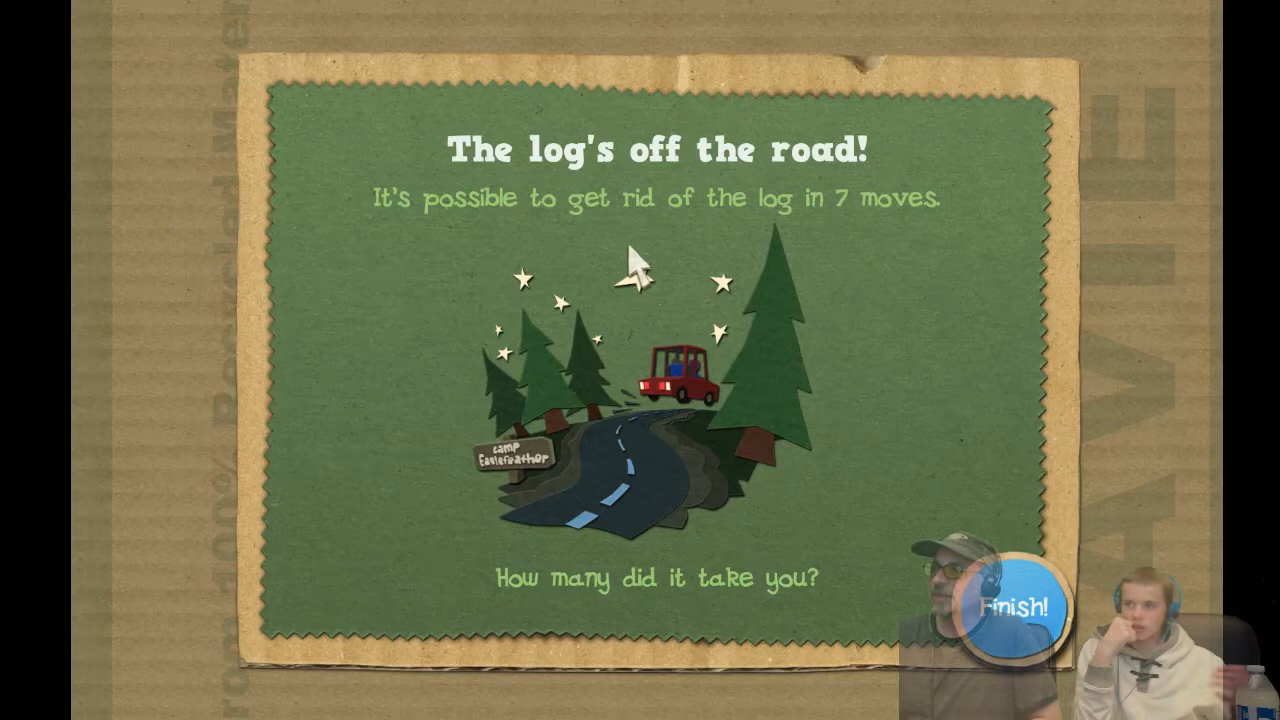 The log's off the road!
It's possible to get rid of the log in 7 moves.
camp
Eaglefeather
How many did it take you?
Finish!